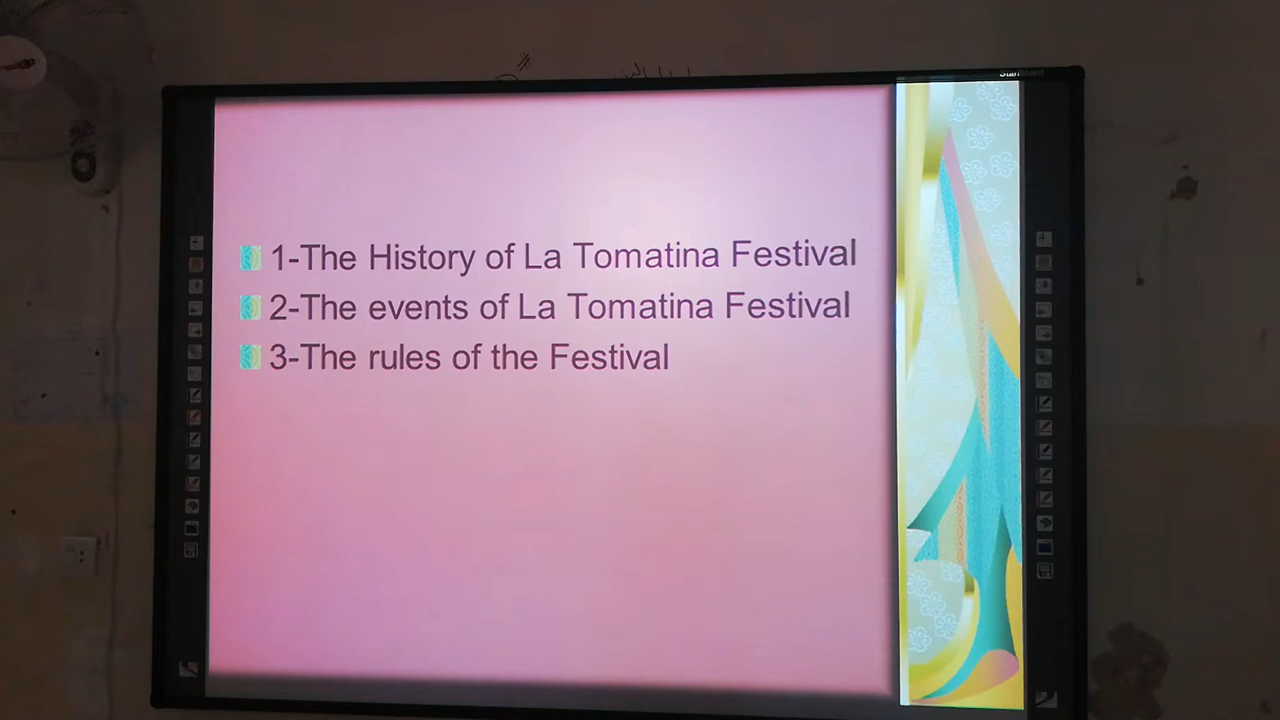 1-The History of La Tomatina Festival
2-The events of La Tomatina Festival
3-The rules of the Festival